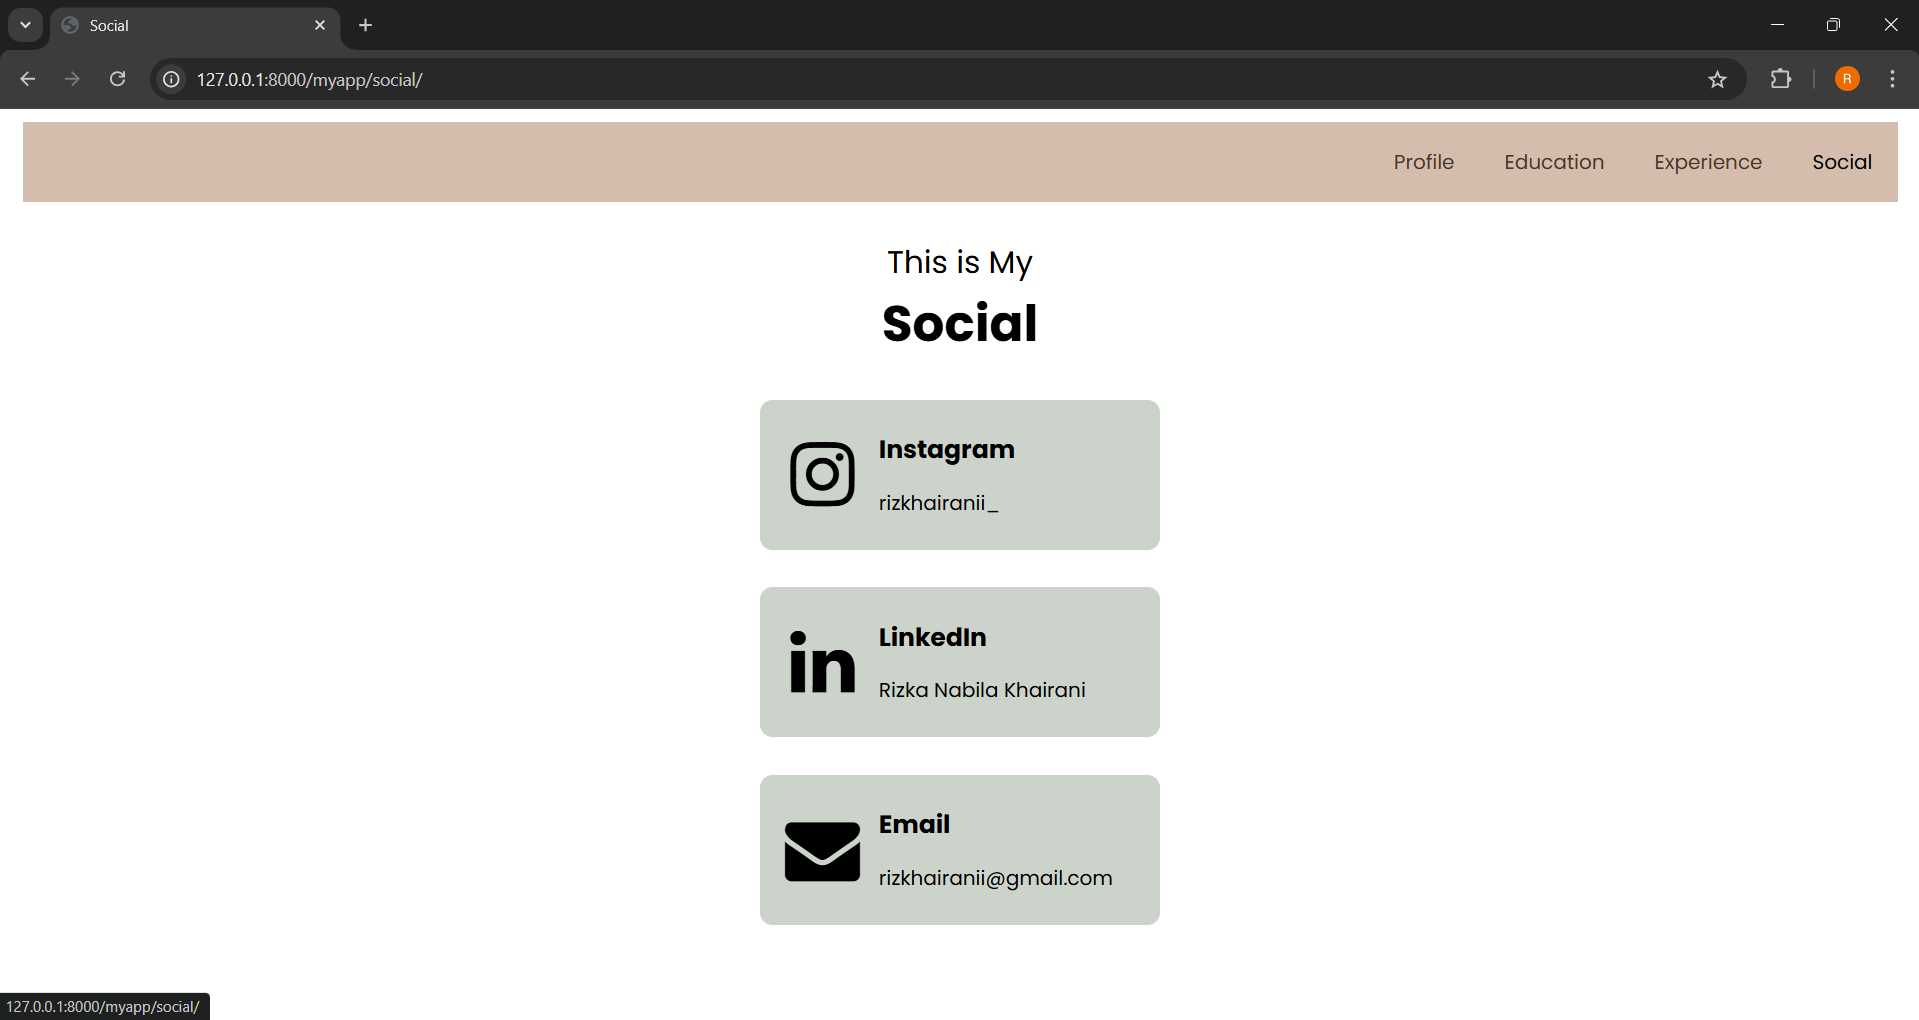 Social
127.0.0.1:8000/myapp/social/
R
Profile Education Experience Social
This is My
Social
Instagram
rizkhairanii_
in
LinkedIn
Rizka Nabila Khairani
Email
rizkhairanii@gmail.com
127.0.0.1:8000/myapp/social/